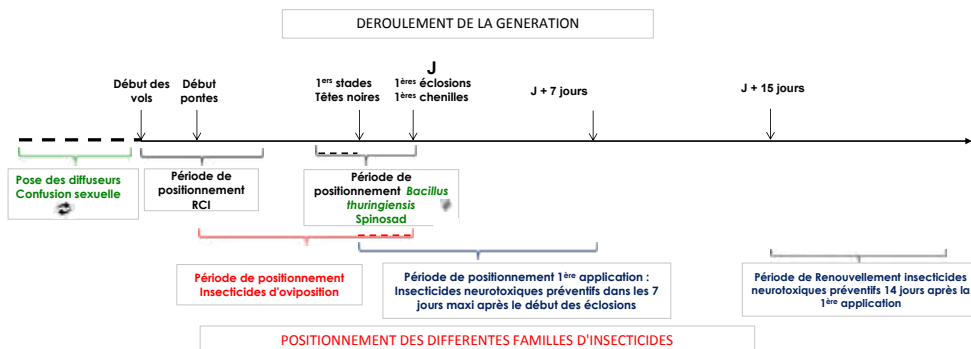 DEROULEMENT DE LA GENERATION
Début des
vols
Début
pontes
1ers stades
Têtes noires
J
1ères éclosions
1ères chenilles
J + 7 jours
J + 15 jours
Pose des diffuseurs
Confusion sexuelle
Période de
positionnement
RCI
Période de
positionnement Bacillus
thuringiensis
Spinosad
Période de positionnement
Insecticides d'oviposition
Période de positionnement 1ère application :
Insecticides neurotoxiques préventifs dans les 7
jours maxi après le début des éclosions
Période de Renouvellement insecticides
neurotoxiques préventifs 14 jours après la
1ère application
POSITIONNEMENT DES DIFFERENTES FAMILLES D'INSECTICIDES